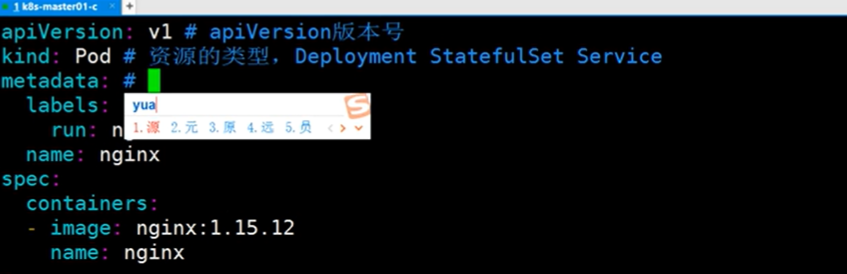 1 k8s-master01-c
apiVersion: v1 # apiVersion版本号
kind: Pod # 资源的类型，Deployment StatefulSet Service
metadata: #
labels:
yua
1.源 2.元 3.原 4.远 5.员
run:
name: nginx
spec:
containers:
- image: nginx:1.15.12
name: nginx